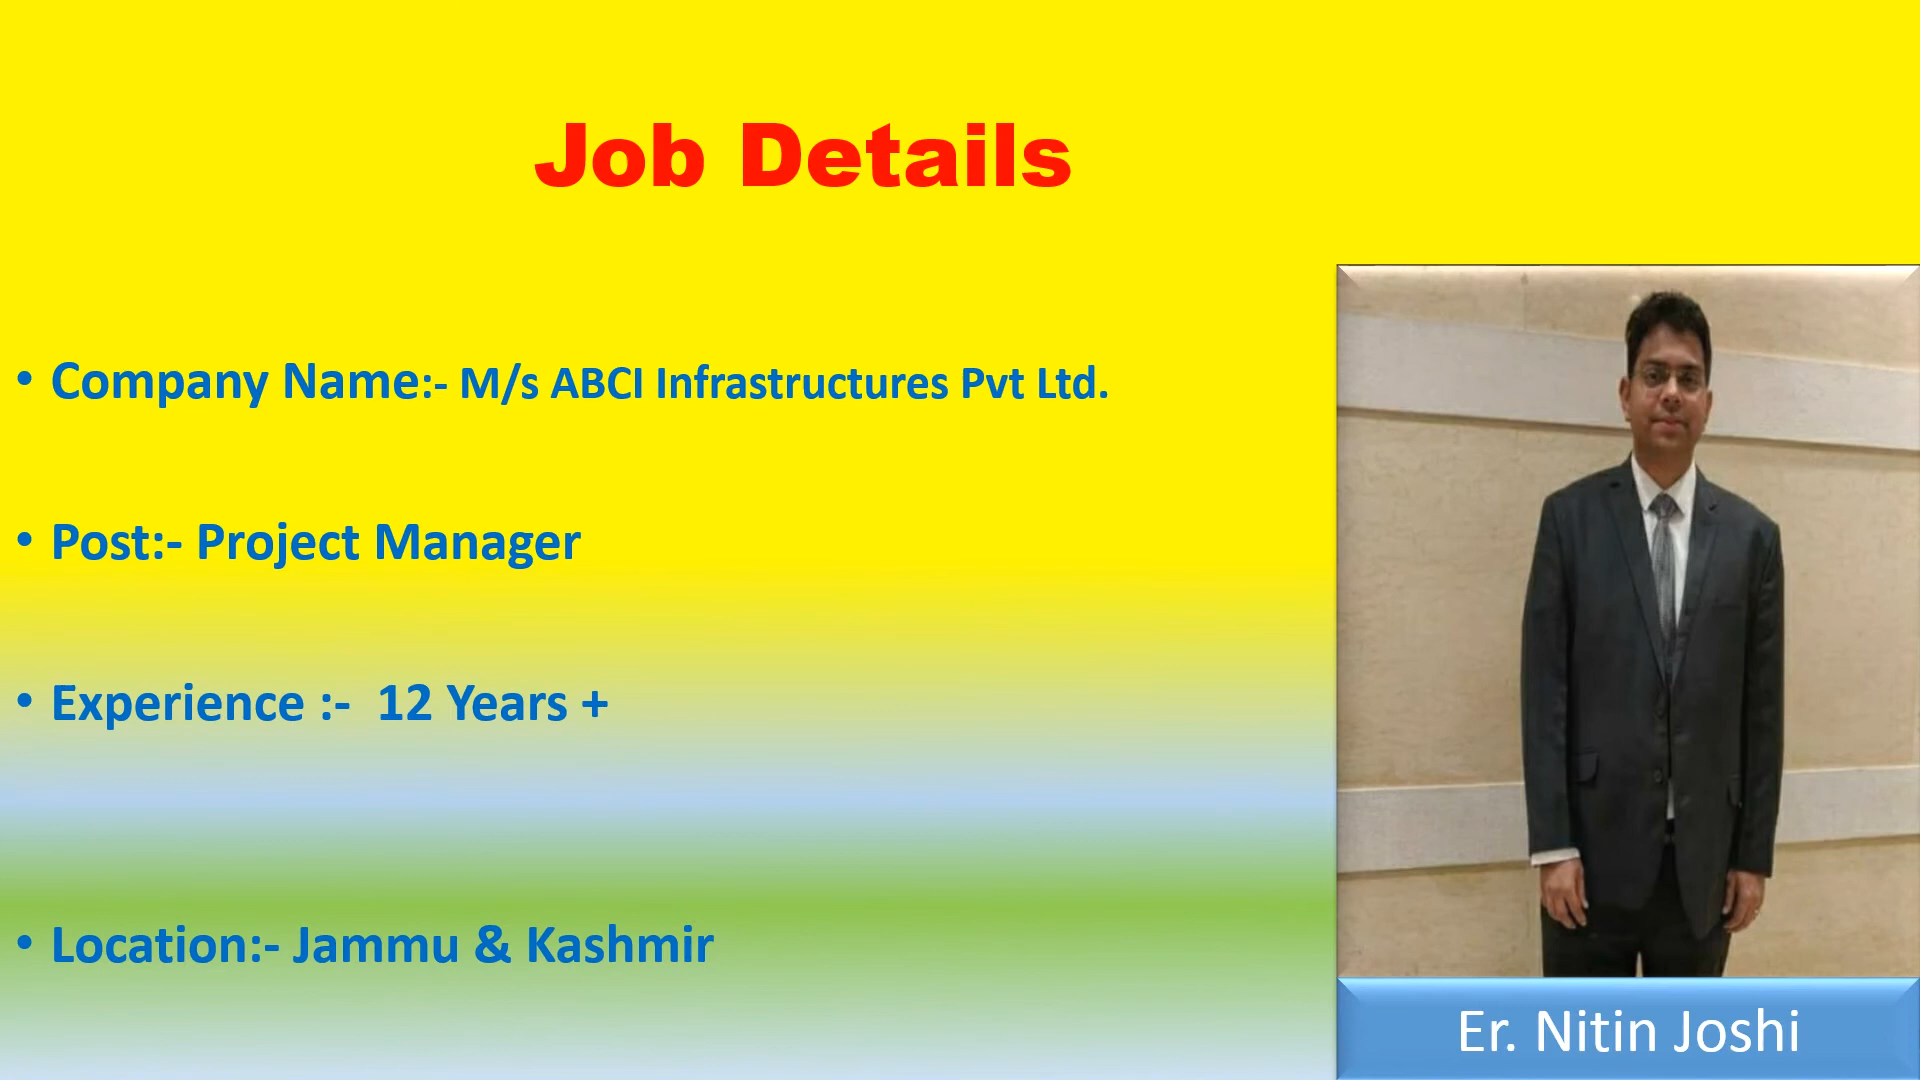 Job Details
• Company Name:- M/s ABCI Infrastructures Pvt Ltd.
• Post:- Project Manager
• Experience :-  12 Years +
• Location:- Jammu & Kashmir
Er. Nitin Joshi